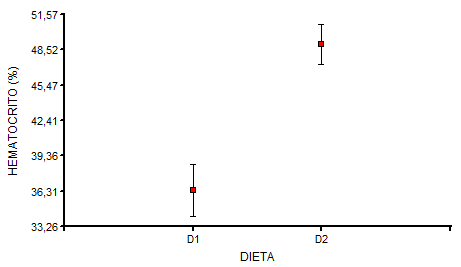 HEMATOCRITO (%)
51,57
48,52
45,47
42,41
39,36
36,31
33,26
D1 D2
DIETA